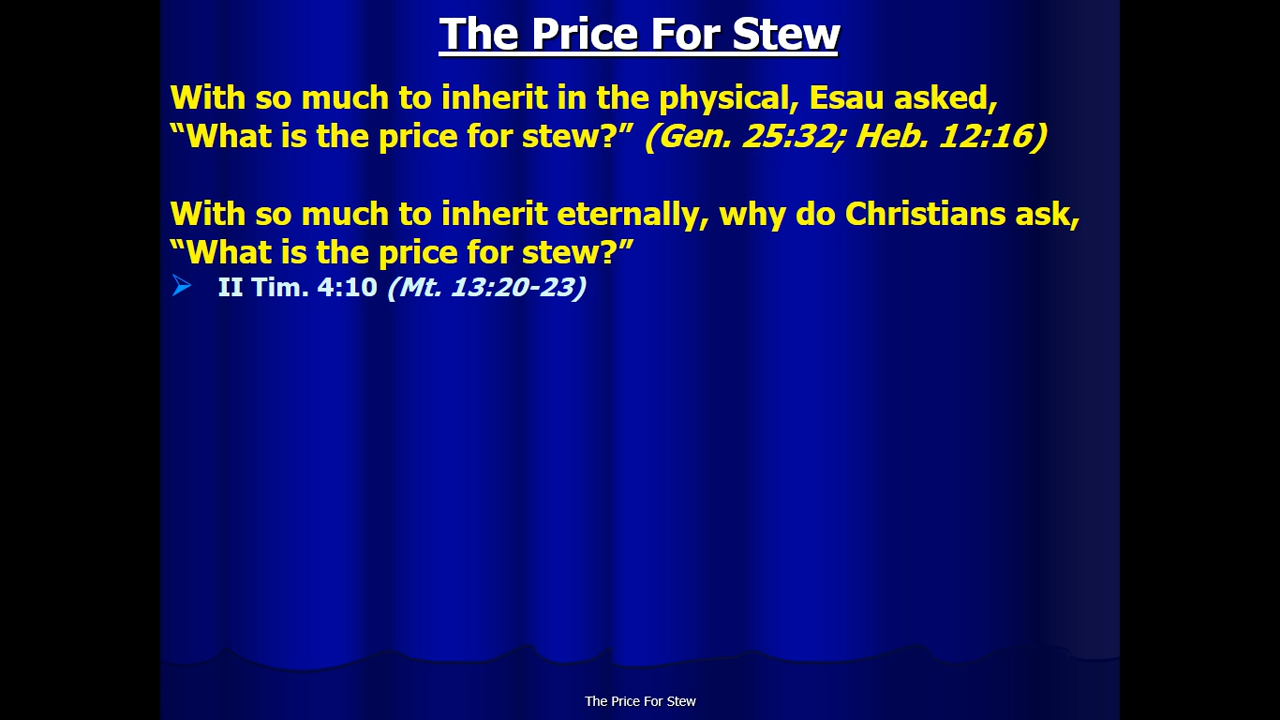 The Price For Stew
With so much to inherit in the physical, Esau asked,
“What is the price for stew?” (Gen. 25:32; Heb. 12:16)
With so much to inherit eternally, why do Christians ask,
“What is the price for stew?”
➢ II Tim. 4:10 (Mt. 13:20-23)
The Price For Stew